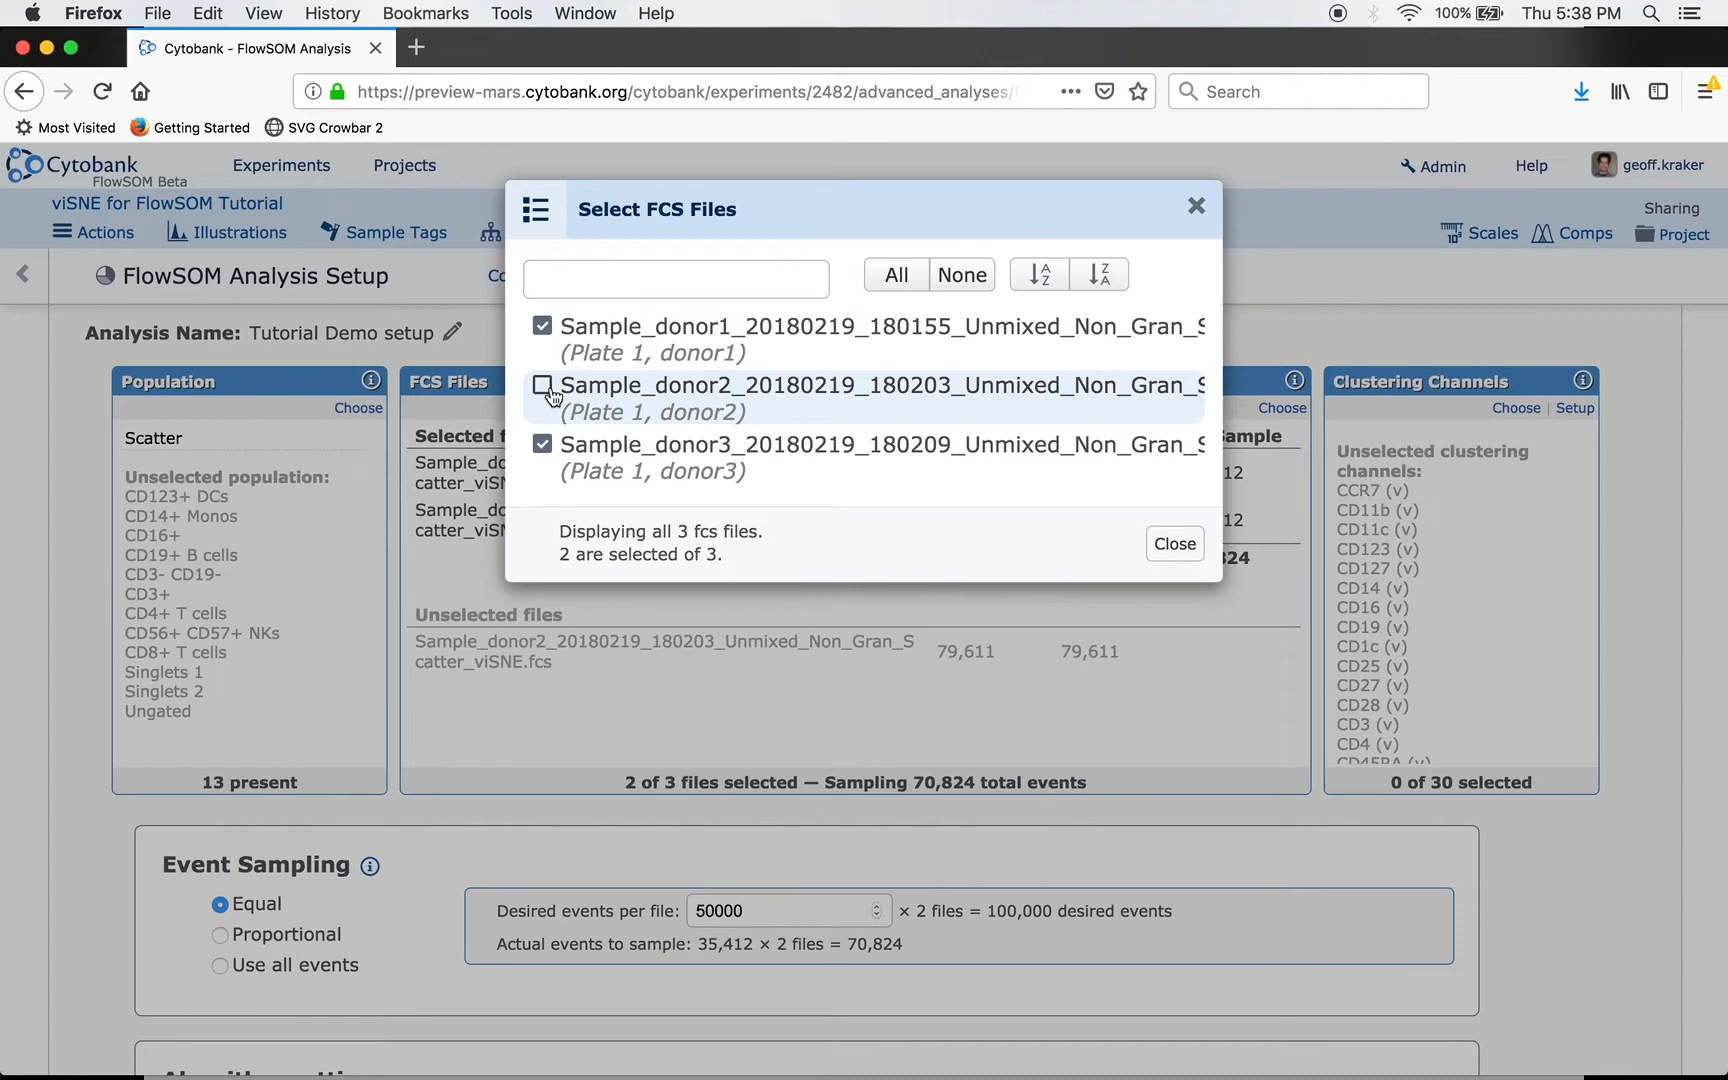 Firefox File Edit View History Bookmarks Tools Window Help 100% Thu 5:38 PM
Cytobank - FlowSOM Analysis
https://preview-mars.cytobank.org/cytobank/experiments/2482/advanced_analyses/ Search
Most Visited Getting Started SVG Crowbar 2
Cytobank Experiments Projects Admin Help geoff.kraker
FlowSOM Beta
viSNE for FlowSOM Tutorial Sharing
Actions Illustrations Sample Tags Scales Comps Project
Select FCS Files
FlowSOM Analysis Setup
All None
Analysis Name: Tutorial Demo setup
Sample_donor1_20180219_180155_Unmixed_Non_Gran_S
(Plate 1, donor1)
Sample_donor2_20180219_180203_Unmixed_Non_Gran_S
(Plate 1, donor2)
Sample_donor3_20180219_180209_Unmixed_Non_Gran_S
(Plate 1, donor3)
Displaying all 3 fcs files.
2 are selected of 3.
Close
Population
Choose
Scatter
Unselected population:
CD123+ DCs
CD14+ Monos
CD16+
CD19+ B cells
CD3- CD19-
CD3+
CD4+ T cells
CD56+ CD57+ NKs
CD8+ T cells
Singlets 1
Singlets 2
Ungated
13 present
FCS Files
Choose
Selected
Sample
Sample_do
catter_viSN
12
Sample_do
catter_viSN
12
824
Unselected files
Sample_donor2_20180219_180203_Unmixed_Non_Gran_S 79,611 79,611
catter_viSNE.fcs
2 of 3 files selected — Sampling 70,824 total events
Clustering Channels
Choose Setup
Unselected clustering
channels:
CCR7 (v)
CD11b (v)
CD11c (v)
CD123 (v)
CD127 (v)
CD14 (v)
CD16 (v)
CD19 (v)
CD1c (v)
CD25 (v)
CD27 (v)
CD28 (v)
CD3 (v)
CD4 (v)
CD45RA (v)
0 of 30 selected
Event Sampling
Equal
Proportional
Use all events
Desired events per file: 50000 × 2 files = 100,000 desired events
Actual events to sample: 35,412 × 2 files = 70,824